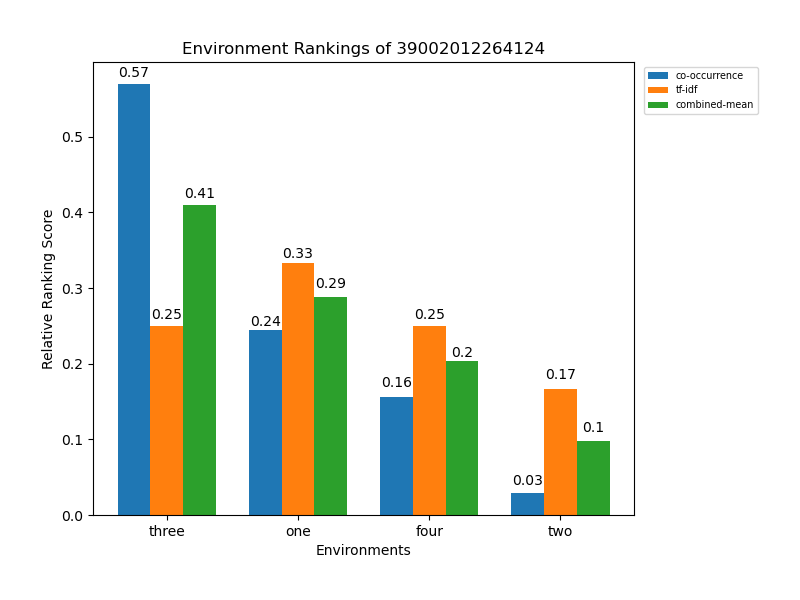 Environment Rankings of 39002012264124
co-occurrence
tf-idf
combined-mean
Relative Ranking Score
0.5
0.4
0.3
0.2
0.1
0.0
0.57
0.25
0.41
0.24
0.33
0.29
0.16
0.25
0.2
0.03
0.17
0.1
three one four two
Environments